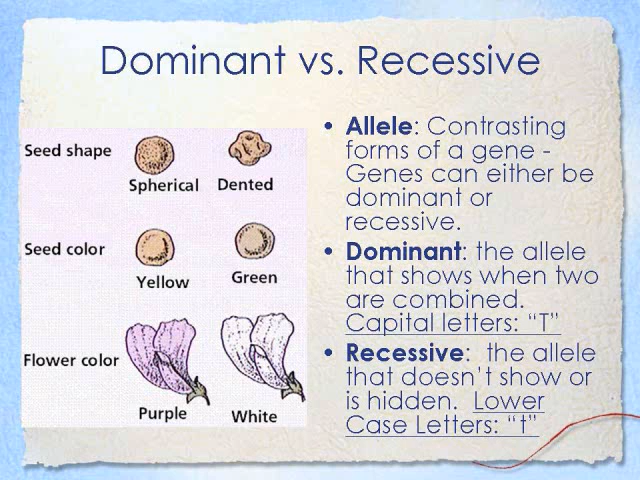 Dominant vs. Recessive
Seed shape
Spherical
Dented
Seed color
Yellow
Green
Flower color
Purple
White
• Allele: Contrasting
forms of a gene -
Genes can either be
dominant or
recessive.
• Dominant: the allele
that shows when two
are combined.
Capital letters: “T”
• Recessive:  the allele
that doesn’t show or
is hidden.  Lower
Case Letters: “t”